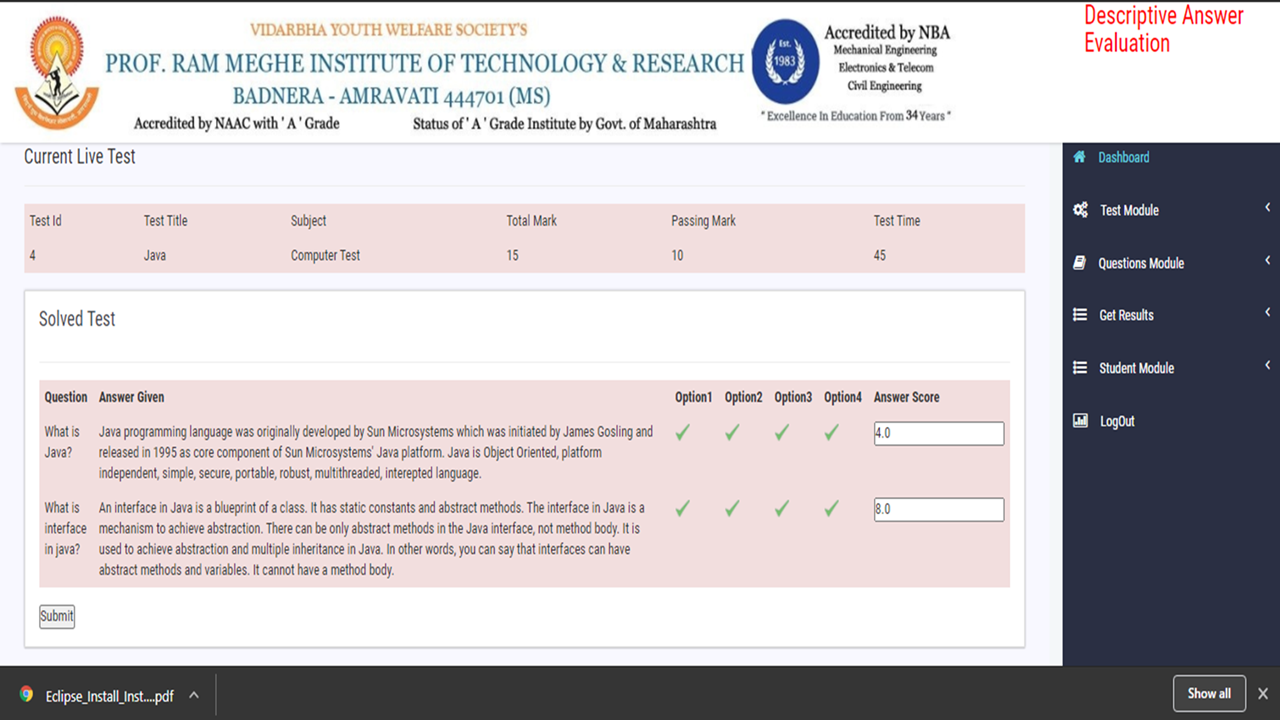 Descriptive Answer
Evaluation
VIDARBHA YOUTH WELFARE SOCIETY'S
PROF. RAM MEGHE INSTITUTE OF TECHNOLOGY & RESEARCH
BADNERA - AMRAVATI 444701 (MS)
Accredited by NAAC with ' A ' Grade
Status of ' A ' Grade Institute by Govt. of Maharashtra
Est.
1983
Accredited by NBA
Mechanical Engineering
Electronics & Telecom
Civil Engineering
" Excellence In Education From 34 Years "
Current Live Test
Test Id Test Title Subject Total Mark Passing Mark Test Time
4 Java Computer Test 15 10 45
Solved Test
Question Answer Given Option1 Option2 Option3 Option4 Answer Score
What is Java programming language was originally developed by Sun Microsystems which was initiated by James Gosling and 4.0
Java? released in 1995 as core component of Sun Microsystems' Java platform. Java is Object Oriented, platform
independent, simple, secure, portable, robust, multithreaded, interepted language.
What is An interface in Java is a blueprint of a class. It has static constants and abstract methods. The interface in Java is a 8.0
interface mechanism to achieve abstraction. There can be only abstract methods in the Java interface, not method body. It is
in java? used to achieve abstraction and multiple inheritance in Java. In other words, you can say that interfaces can have
abstract methods and variables. It cannot have a method body.
Submit
Dashboard
Test Module
Questions Module
Get Results
Student Module
LogOut
Eclipse_Install_Inst....pdf
Show all